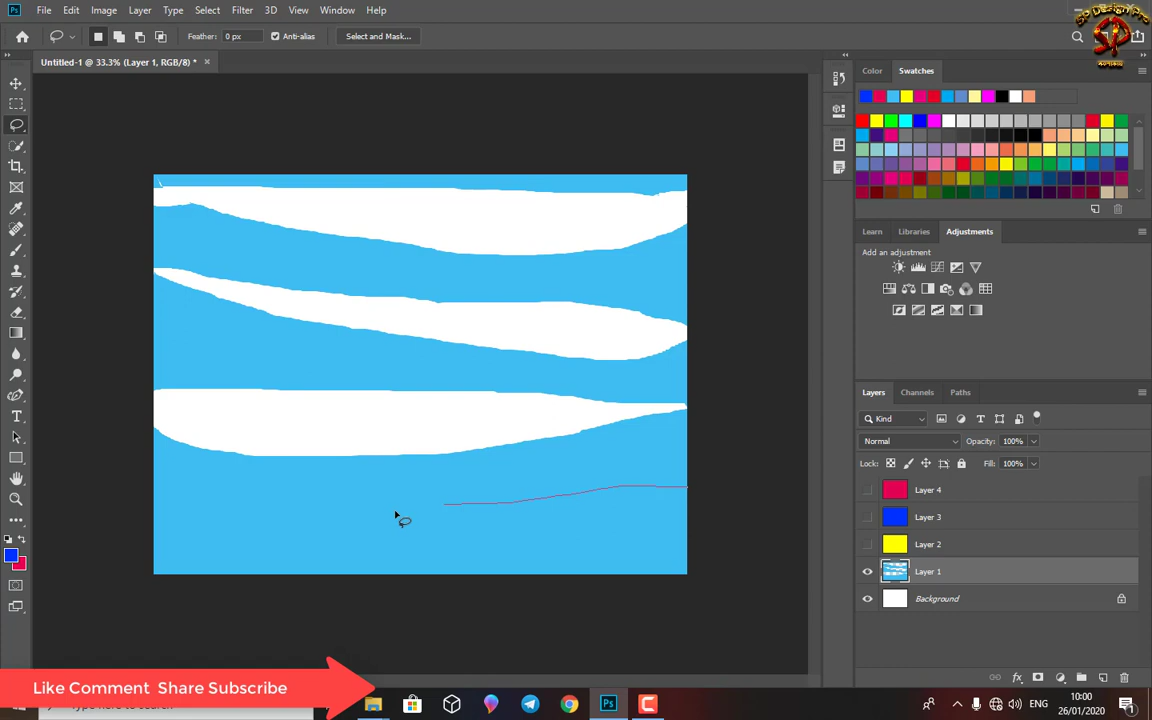 Ps File Edit Image Layer Type Select Filter 3D View Window Help
Feather: 0 px Anti-alias Select and Mask...
Untitled-1 @ 33.3% (Layer 1, RGB/8) *
Color Swatches
Learn Libraries Adjustments
Add an adjustment
Layers Channels Paths
Kind
Normal Opacity: 100%
Lock: Fill: 100%
Layer 4
Layer 3
Layer 2
Layer 1
Background
Like Comment Share Subscribe
Ps
10:00
26/01/2020
1